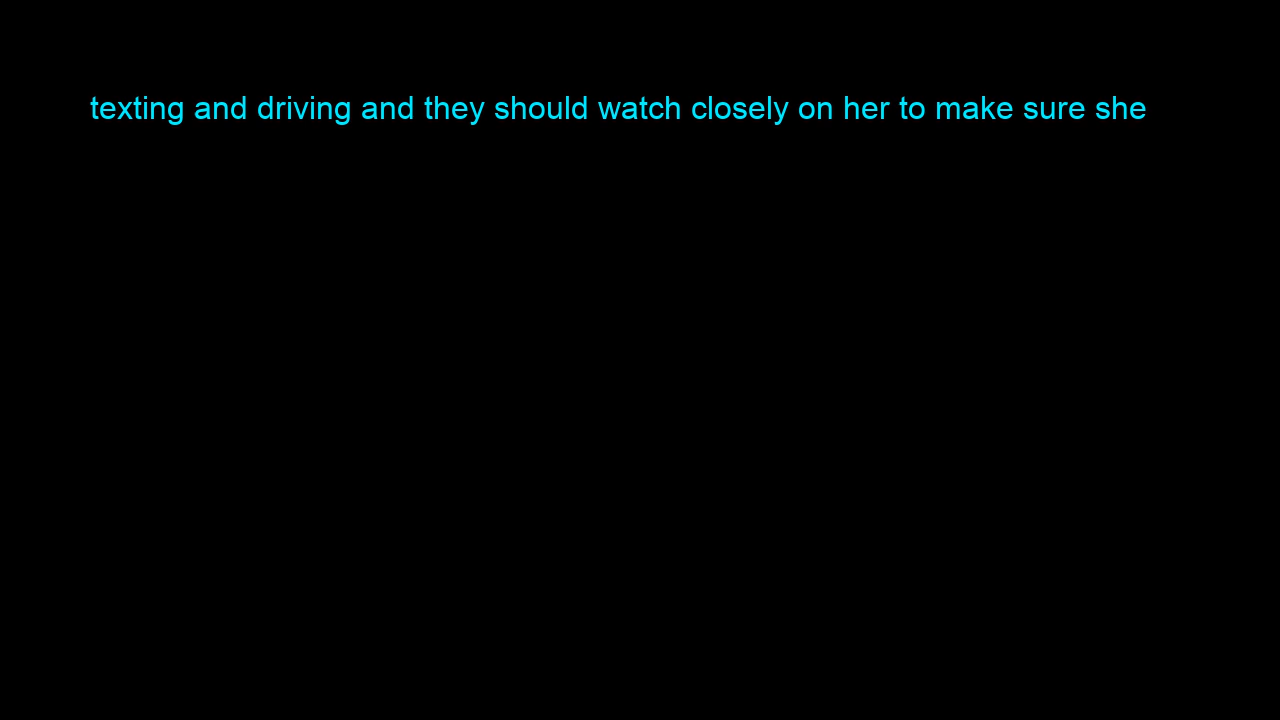 texting and driving and they should watch closely on her to make sure she